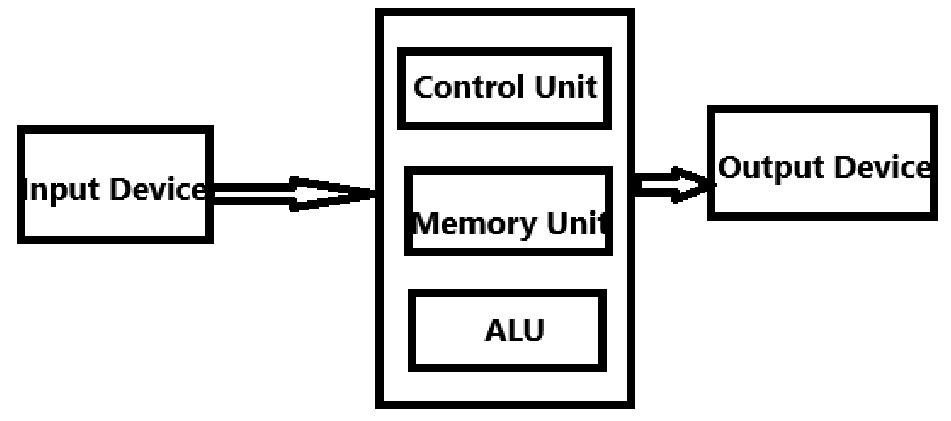 Input Device
Control Unit
Memory Unit
ALU
Output Device